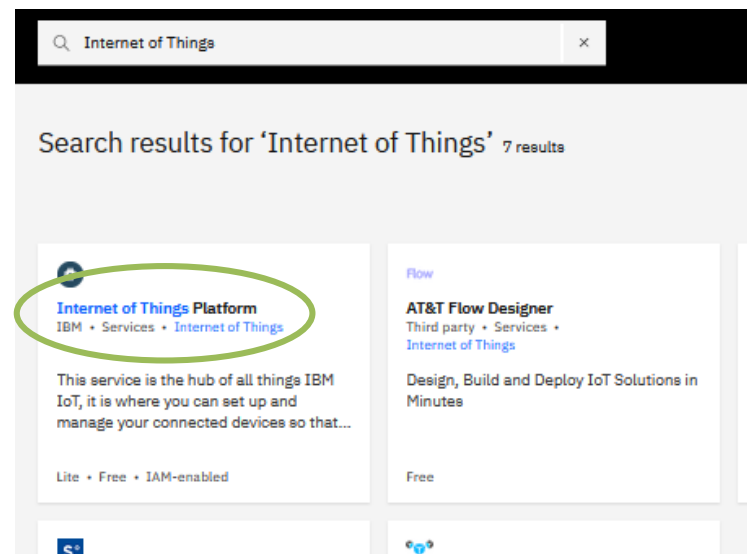 Internet of Things
Search results for ‘Internet of Things’ 7 results
Internet of Things Platform
IBM • Services • Internet of Things
This service is the hub of all things IBM
IoT, it is where you can set up and
manage your connected devices so that...
Lite • Free • IAM-enabled
Flow
AT&T Flow Designer
Third party • Services •
Internet of Things
Design, Build and Deploy IoT Solutions in
Minutes
Free